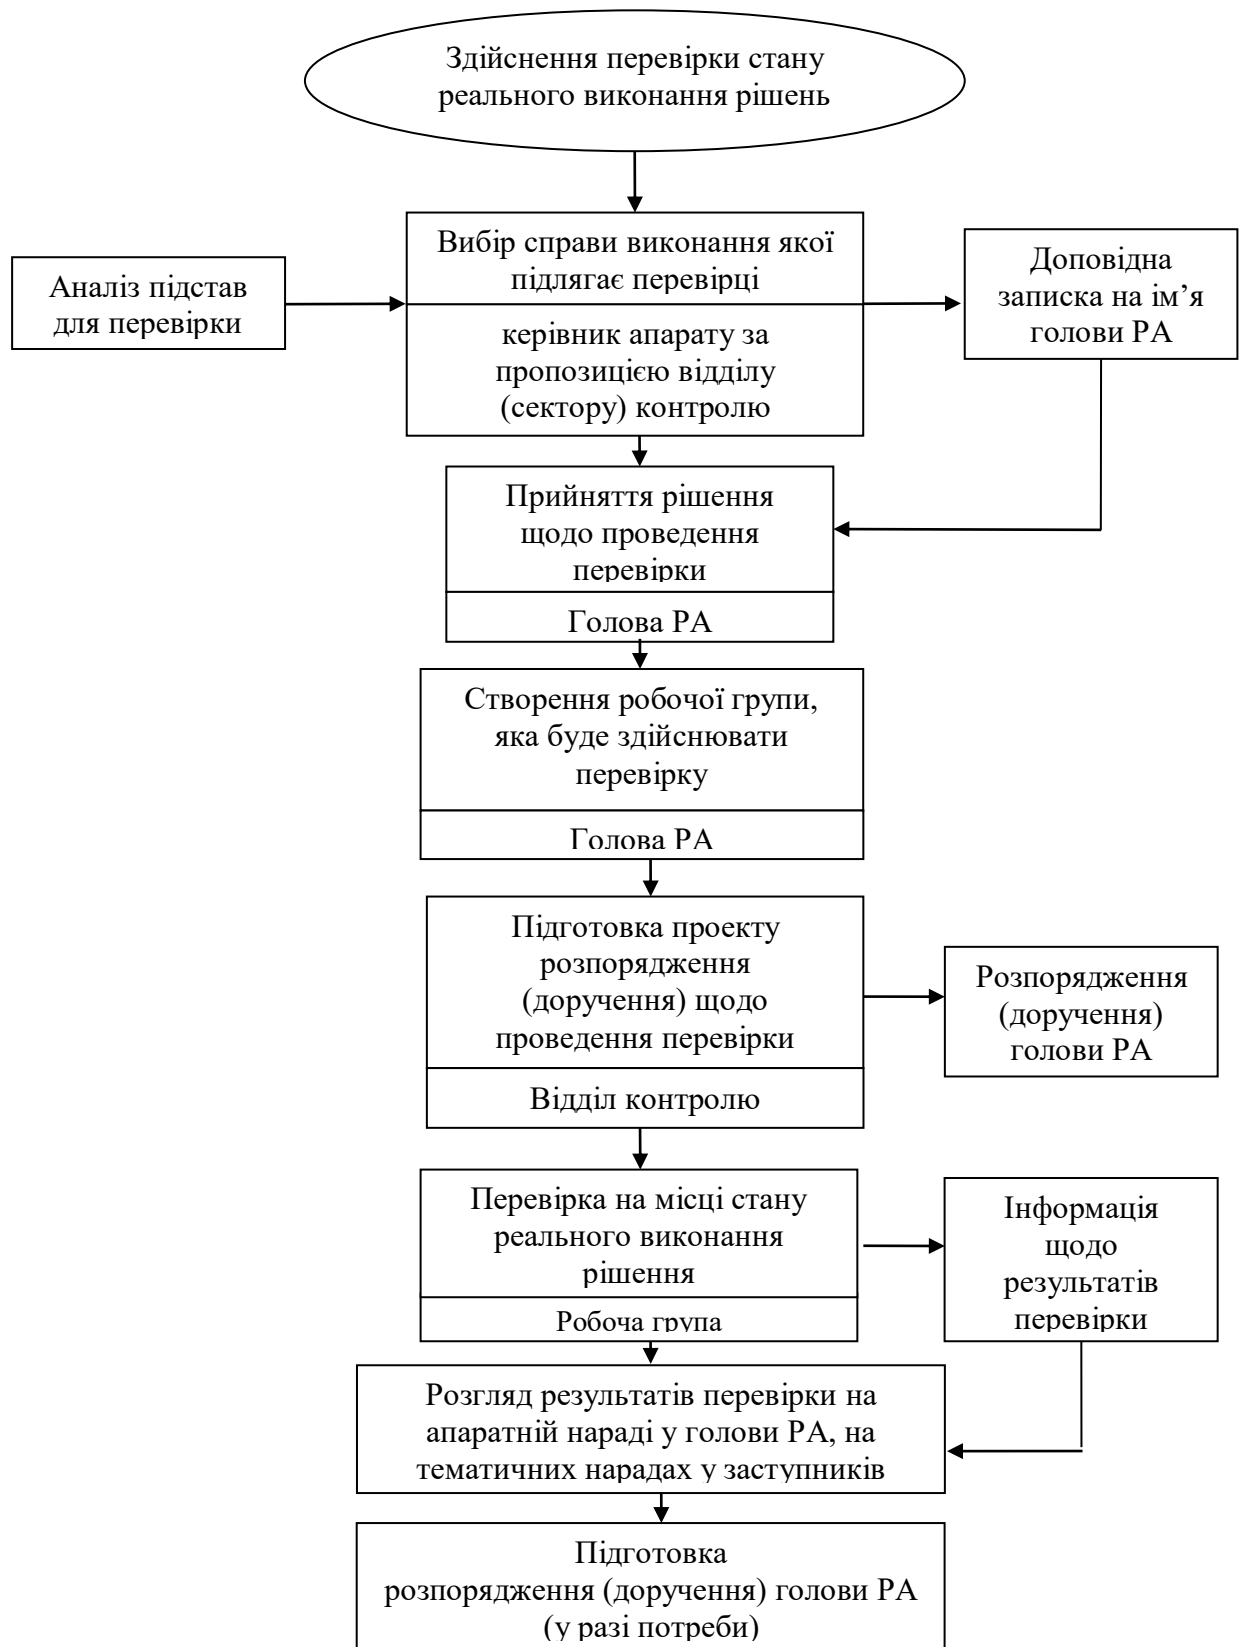 Здійснення перевірки стану
реального виконання рішень
Аналіз підстав
для перевірки
Вибір справи виконання якої
підлягає перевірці
керівник апарату за
пропозицією відділу
(сектору) контролю
Доповідна
записка на ім’я
голови РА
Прийняття рішення
щодо проведення
перевірки
Голова РА
Створення робочої групи,
яка буде здійснювати
перевірку
Голова РА
Підготовка проекту
розпорядження
(доручення) щодо
проведення перевірки
Відділ контролю
Розпорядження
(доручення)
голови РА
Перевірка на місці стану
реального виконання
рішення
Робоча група
Інформація
щодо
результатів
перевірки
Розгляд результатів перевірки на
апаратній нараді у голови РА, на
тематичних нарадах у заступників
Підготовка
розпорядження (доручення) голови РА
(у разі потреби)